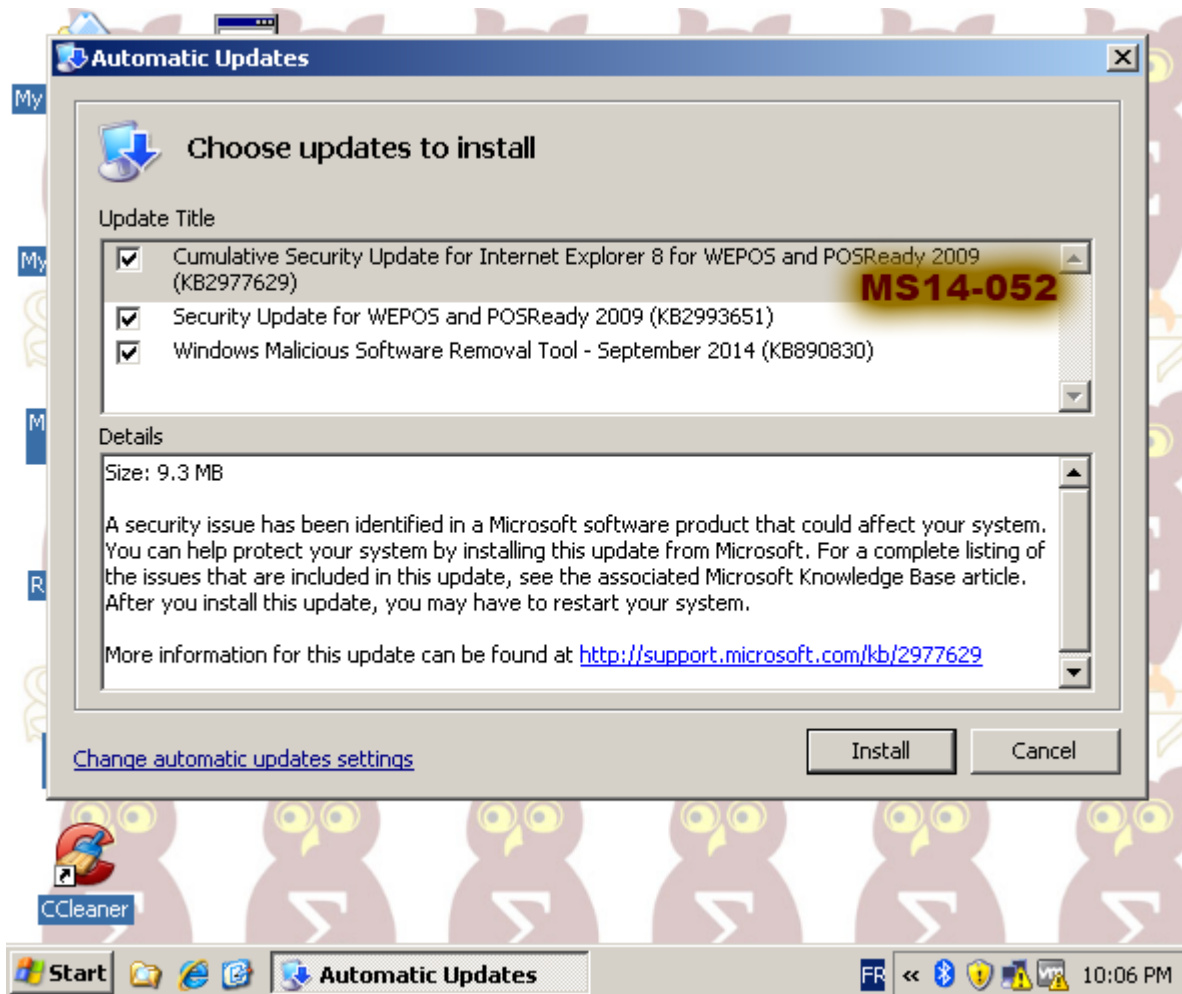 Automatic Updates
My
Choose updates to install
Update Title
My
Cumulative Security Update for Internet Explorer 8 for WEPOS and POSReady 2009
(KB2977629)
MS14-052
Security Update for WEPOS and POSReady 2009 (KB2993651)
Windows Malicious Software Removal Tool - September 2014 (KB890830)
M
Details
Size: 9.3 MB
A security issue has been identified in a Microsoft software product that could affect your system.
You can help protect your system by installing this update from Microsoft. For a complete listing of
the issues that are included in this update, see the associated Microsoft Knowledge Base article.
R
After you install this update, you may have to restart your system.
More information for this update can be found at http://support.microsoft.com/kb/2977629
Change automatic updates settings
Install
Cancel
Σ Σ Σ Σ Σ Σ
CCleaner
Start
Automatic Updates
FR
«
10:06 PM